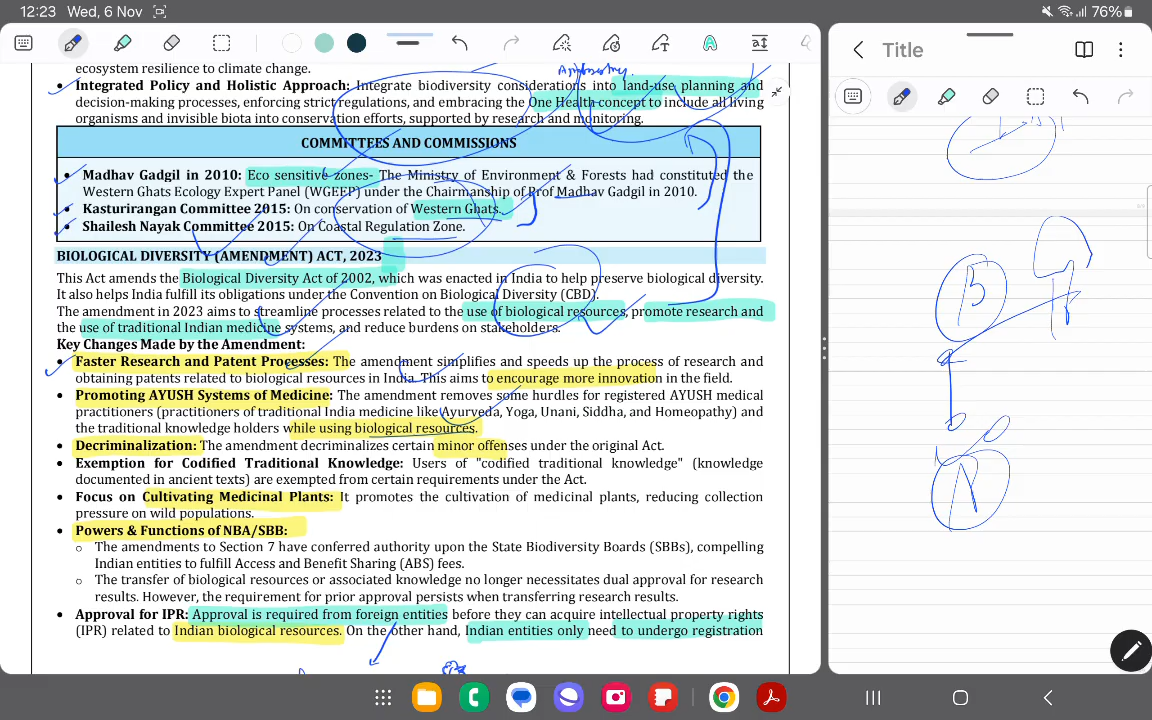 12:23 Wed, 6 Nov
76%
Title
ecosystem resilience to climate change.
• Integrated Policy and Holistic Approach: Integrate biodiversity considerations into land-use planning and
decision-making processes, enforcing strict regulations, and embracing the One Health concept to include all living
organisms and invisible biota into conservation efforts, supported by research and monitoring.
COMMITTEES AND COMMISSIONS
• Madhav Gadgil in 2010: Eco sensitive zones- The Ministry of Environment & Forests had constituted the
Western Ghats Ecology Expert Panel (WGEEP) under the Chairmanship of Prof Madhav Gadgil in 2010.
• Kasturirangan Committee 2015: On conservation of Western Ghats.
• Shailesh Nayak Committee 2015: On Coastal Regulation Zone.
BIOLOGICAL DIVERSITY (AMENDMENT) ACT, 2023
This Act amends the Biological Diversity Act of 2002, which was enacted in India to help preserve biological diversity.
It also helps India fulfill its obligations under the Convention on Biological Diversity (CBD).
The amendment in 2023 aims to streamline processes related to the use of biological resources, promote research and
the use of traditional Indian medicine systems, and reduce burdens on stakeholders.
Key Changes Made by the Amendment:
• Faster Research and Patent Processes: The amendment simplifies and speeds up the process of research and
obtaining patents related to biological resources in India. This aims to encourage more innovation in the field.
• Promoting AYUSH Systems of Medicine: The amendment removes some hurdles for registered AYUSH medical
practitioners (practitioners of traditional India medicine like Ayurveda, Yoga, Unani, Siddha, and Homeopathy) and
the traditional knowledge holders while using biological resources.
• Decriminalization: The amendment decriminalizes certain minor offenses under the original Act.
• Exemption for Codified Traditional Knowledge: Users of "codified traditional knowledge" (knowledge
documented in ancient texts) are exempted from certain requirements under the Act.
• Focus on Cultivating Medicinal Plants: It promotes the cultivation of medicinal plants, reducing collection
pressure on wild populations.
• Powers & Functions of NBA/SBB:
o The amendments to Section 7 have conferred authority upon the State Biodiversity Boards (SBBs), compelling
Indian entities to fulfill Access and Benefit Sharing (ABS) fees.
o The transfer of biological resources or associated knowledge no longer necessitates dual approval for research
results. However, the requirement for prior approval persists when transferring research results.
• Approval for IPR: Approval is required from foreign entities before they can acquire intellectual property rights
(IPR) related to Indian biological resources. On the other hand, Indian entities only need to undergo registration
B